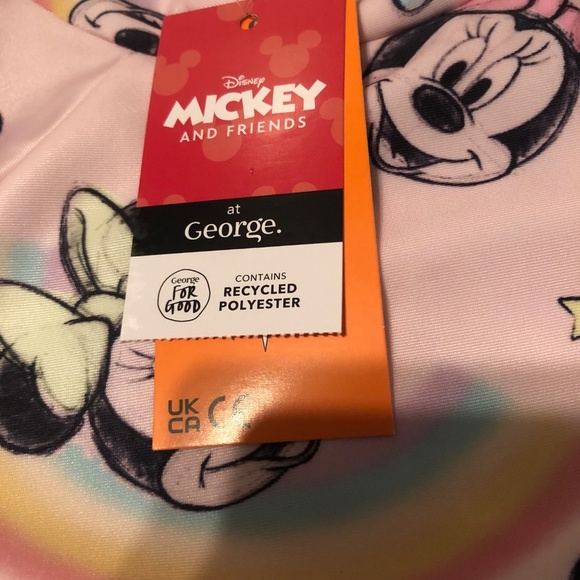 Disney
MICKEY
AND FRIENDS
at
George.
George
FOR
GOOD
CONTAINS
RECYCLED
POLYESTER
UK
CA
CE